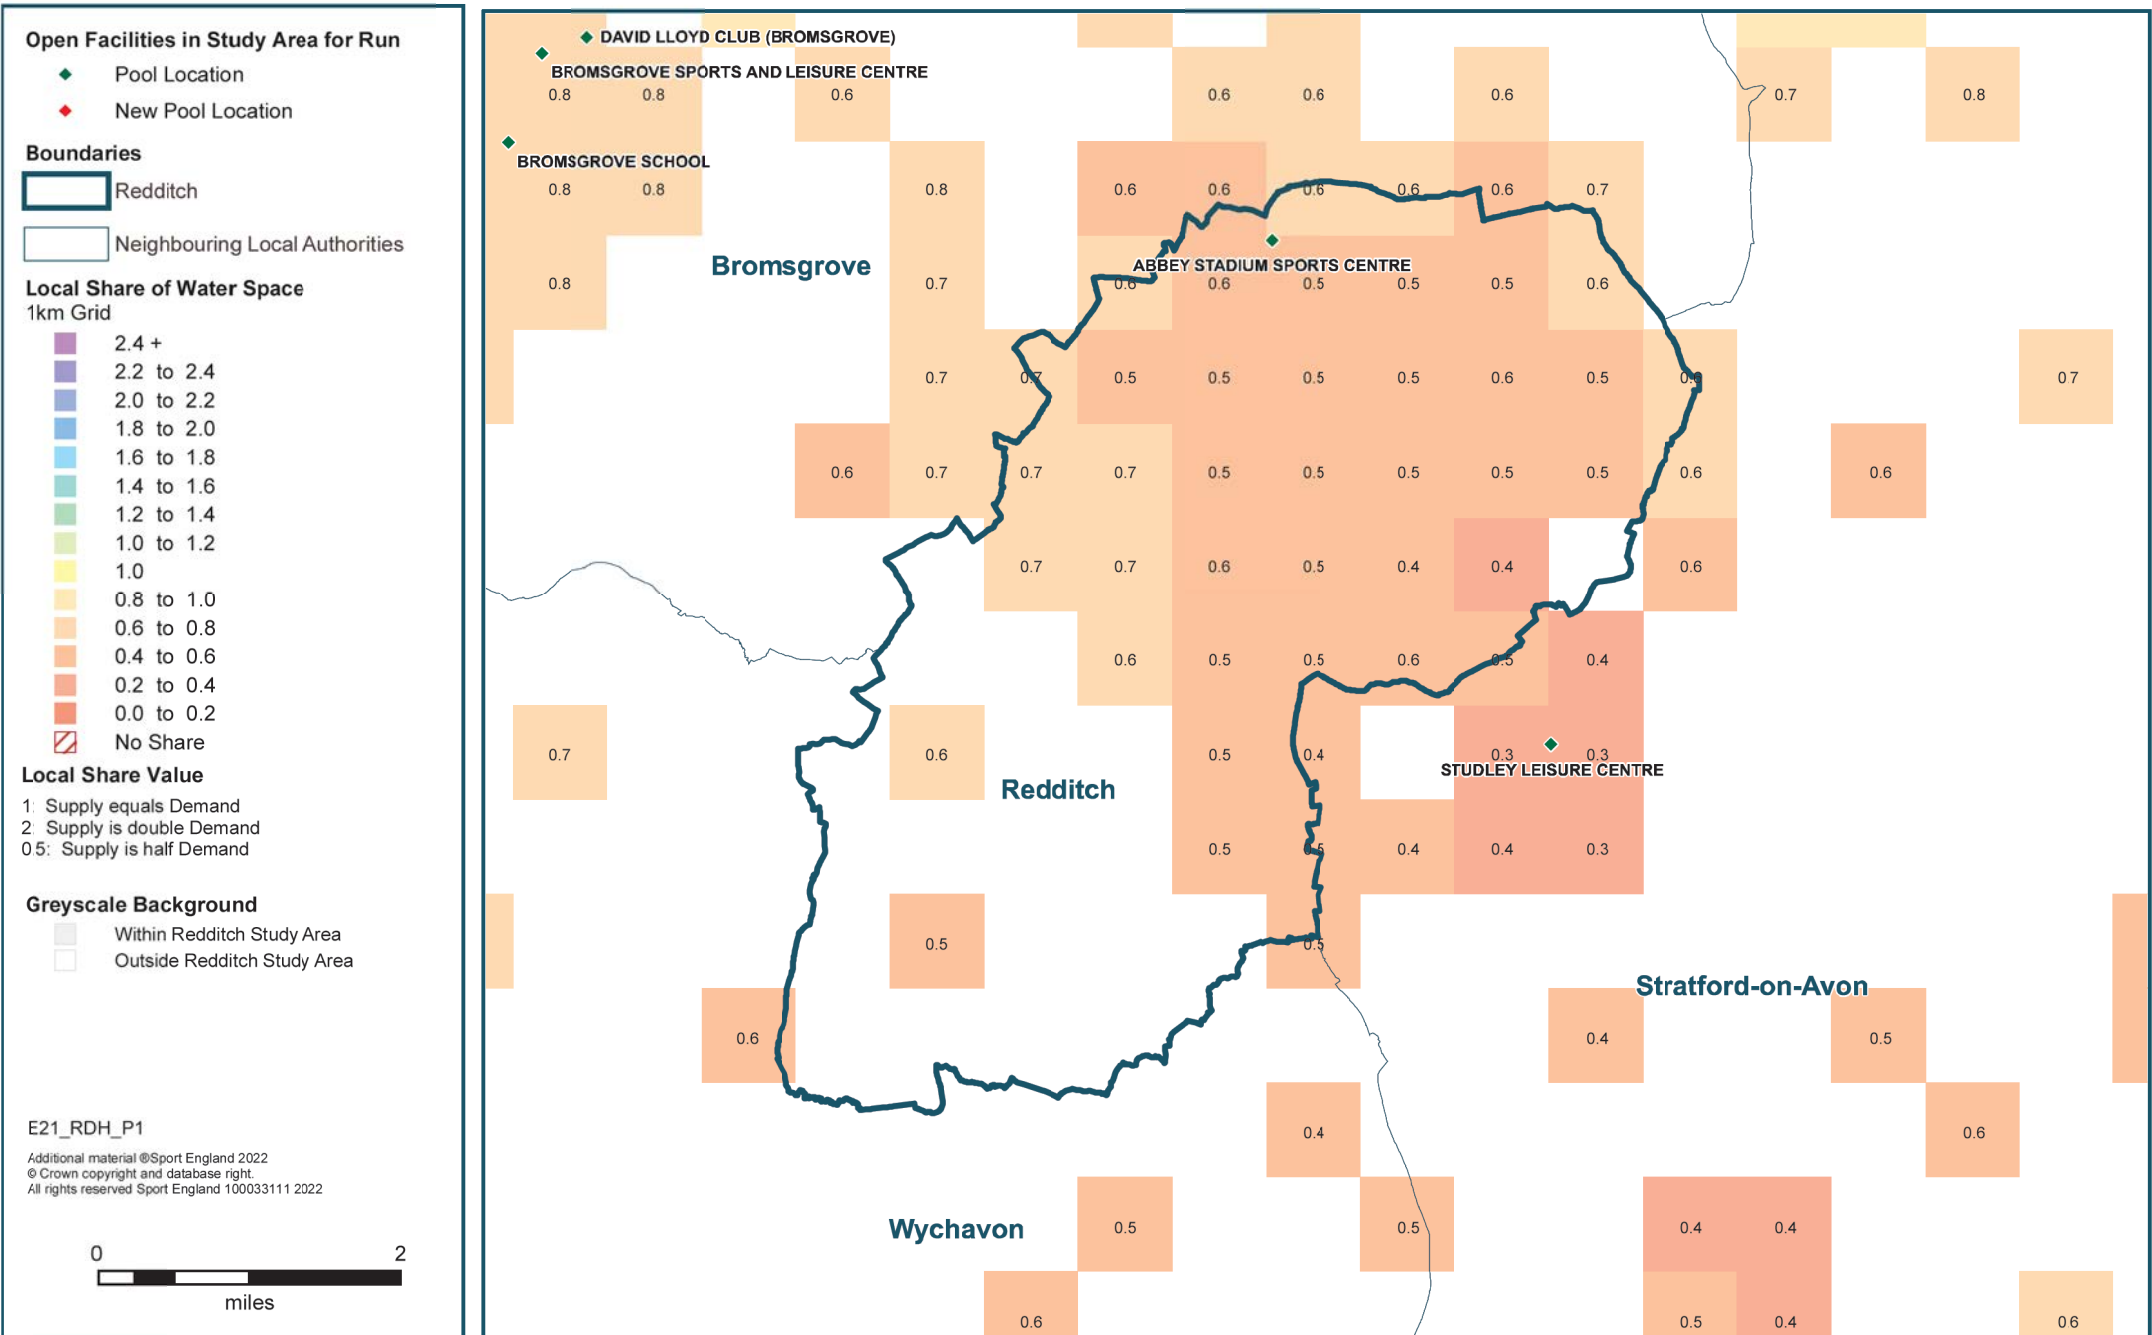 Open Facilities in Study Area for Run
Pool Location
New Pool Location
Boundaries
Redditch
Neighbouring Local Authorities
Local Share of Water Space
1km Grid
2.4 +
2.2 to 2.4
2.0 to 2.2
1.8 to 2.0
1.6 to 1.8
1.4 to 1.6
1.2 to 1.4
1.0 to 1.2
1.0
0.8 to 1.0
0.6 to 0.8
0.4 to 0.6
0.2 to 0.4
0.0 to 0.2
No Share
Local Share Value
1: Supply equals Demand
2: Supply is double Demand
0.5: Supply is half Demand
Greyscale Background
Within Redditch Study Area
Outside Redditch Study Area
E21_RDH_P1
Additional material ®Sport England 2022
© Crown copyright and database right.
All rights reserved Sport England 100033111 2022
0 2
miles
DAVID LLOYD CLUB (BROMSGROVE)
BROMSGROVE SPORTS AND LEISURE CENTRE
0.8 0.8 0.6 0.6 0.6 0.6 0.7 0.8
BROMSGROVE SCHOOL
0.8 0.8 0.8 0.6 0.6 0.6 0.6 0.6 0.7
Bromsgrove
ABBEY STADIUM SPORTS CENTRE
0.8 0.7 0.6 0.6 0.5 0.5 0.5 0.6
0.7 0.7 0.5 0.5 0.5 0.5 0.6 0.5 0.7
0.6 0.7 0.7 0.7 0.5 0.5 0.5 0.5 0.5 0.6 0.6
0.7 0.7 0.6 0.5 0.4 0.4 0.6
0.6 0.5 0.5 0.6 0.5 0.4
0.7 0.6 0.5 0.4 0.3 0.3
STUDLEY LEISURE CENTRE
Redditch
0.5 0.5 0.4 0.4 0.3
0.5 0.5
Stratford-on-Avon
0.6 0.4 0.5
0.4 0.6
Wychavon
0.5 0.5 0.4 0.4
0.6 0.5 0.4 0.6